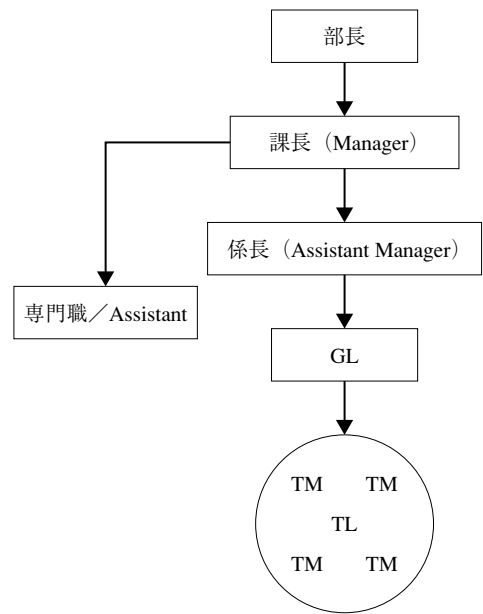 部長
課長（Manager）
係長（Assistant Manager）
専門職／Assistant
GL
TM TM
TL
TM TM